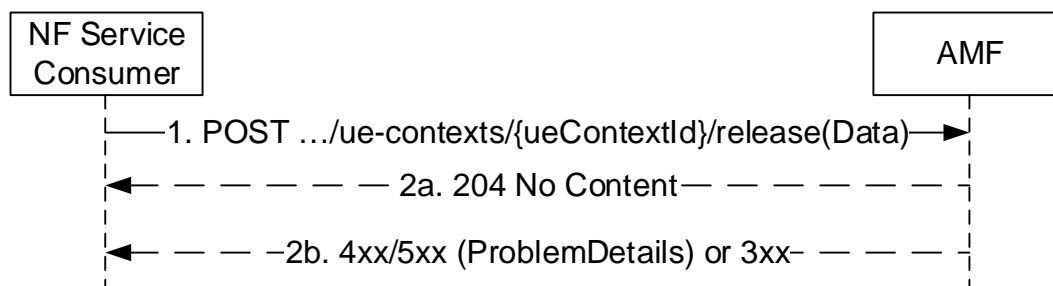 NF Service
Consumer
AMF
1. POST …/ue-contexts/{ueContextId}/release(Data)
2a. 204 No Content
2b. 4xx/5xx (ProblemDetails) or 3xx